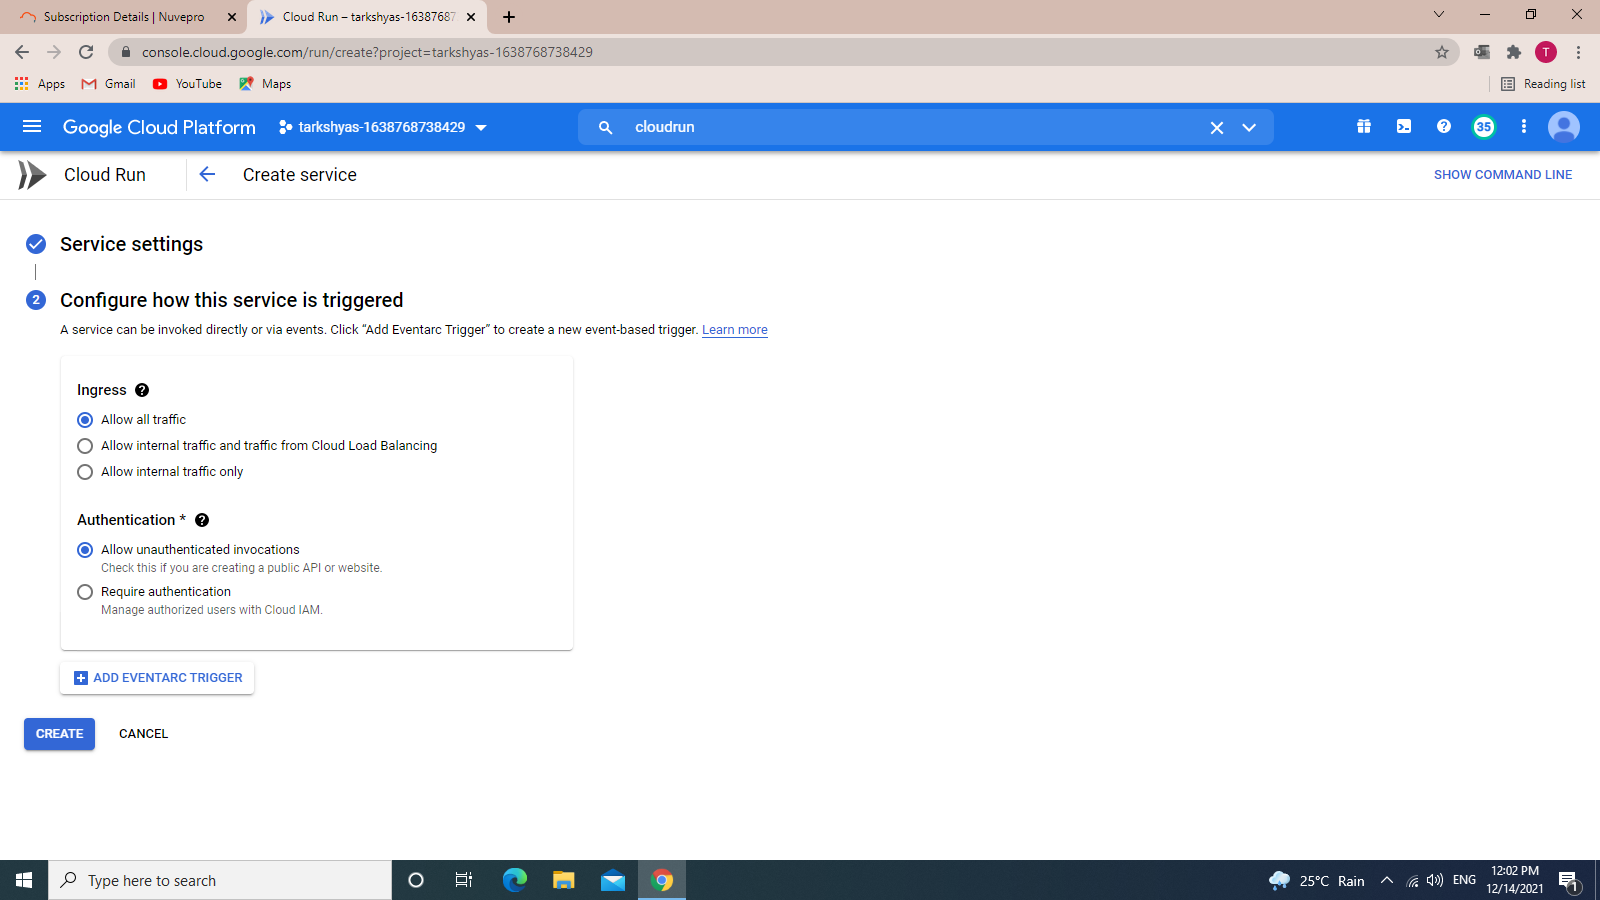 Subscription Details | Nuvepro
Cloud Run – tarkshyas-16387687
console.cloud.google.com/run/create?project=tarkshyas-1638768738429
T
Apps
Gmail
YouTube
Maps
Reading list
Google Cloud Platform
tarkshyas-1638768738429
cloudrun
35
Cloud Run
Create service
SHOW COMMAND LINE
Service settings
2
Configure how this service is triggered
A service can be invoked directly or via events. Click “Add Eventarc Trigger” to create a new event-based trigger. Learn more
Ingress
Allow all traffic
Allow internal traffic and traffic from Cloud Load Balancing
Allow internal traffic only
Authentication *
Allow unauthenticated invocations
Check this if you are creating a public API or website.
Require authentication
Manage authorized users with Cloud IAM.
ADD EVENTARC TRIGGER
CREATE
CANCEL
Type here to search
25°C Rain
ENG
12:02 PM
12/14/2021
1